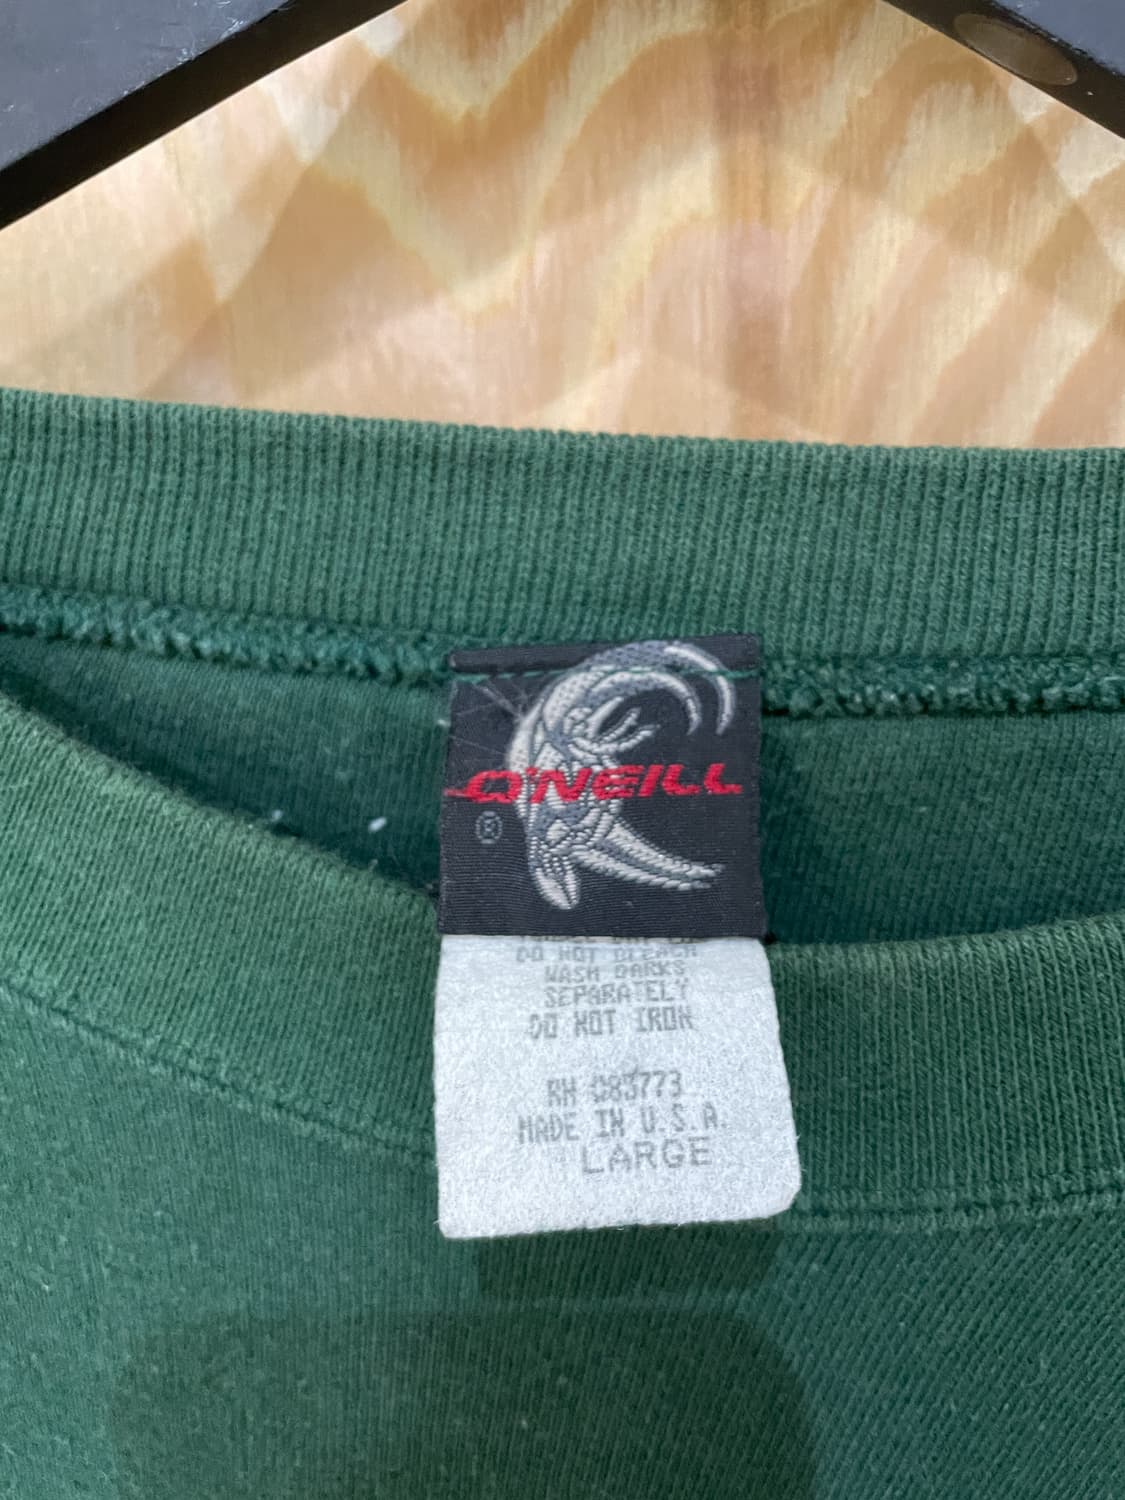 O'NEILL
®
DO NOT BLEACH
WASH DARKS
SEPARATELY
DO NOT IRON
RN 083773
MADE IN U.S.A.
LARGE